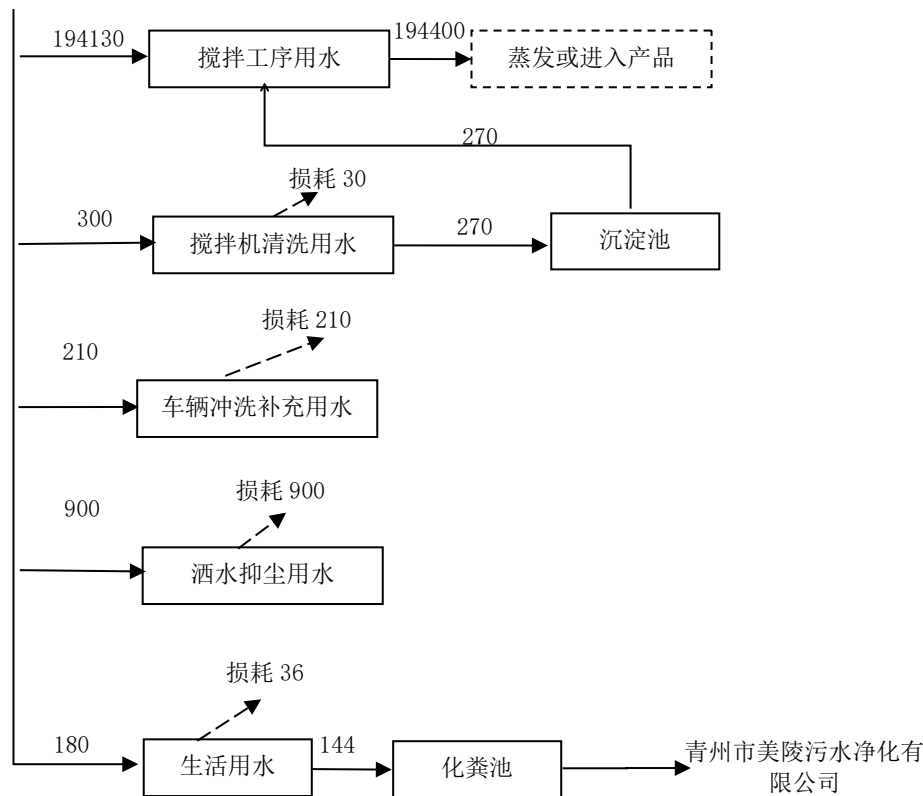 194130
搅拌工序用水
194400
蒸发或进入产品
270
损耗 30
300
搅拌机清洗用水
270
沉淀池
损耗 210
210
车辆冲洗补充用水
损耗 900
900
洒水抑尘用水
损耗 36
180
生活用水
144
化粪池
青州市美陵污水净化有
限公司